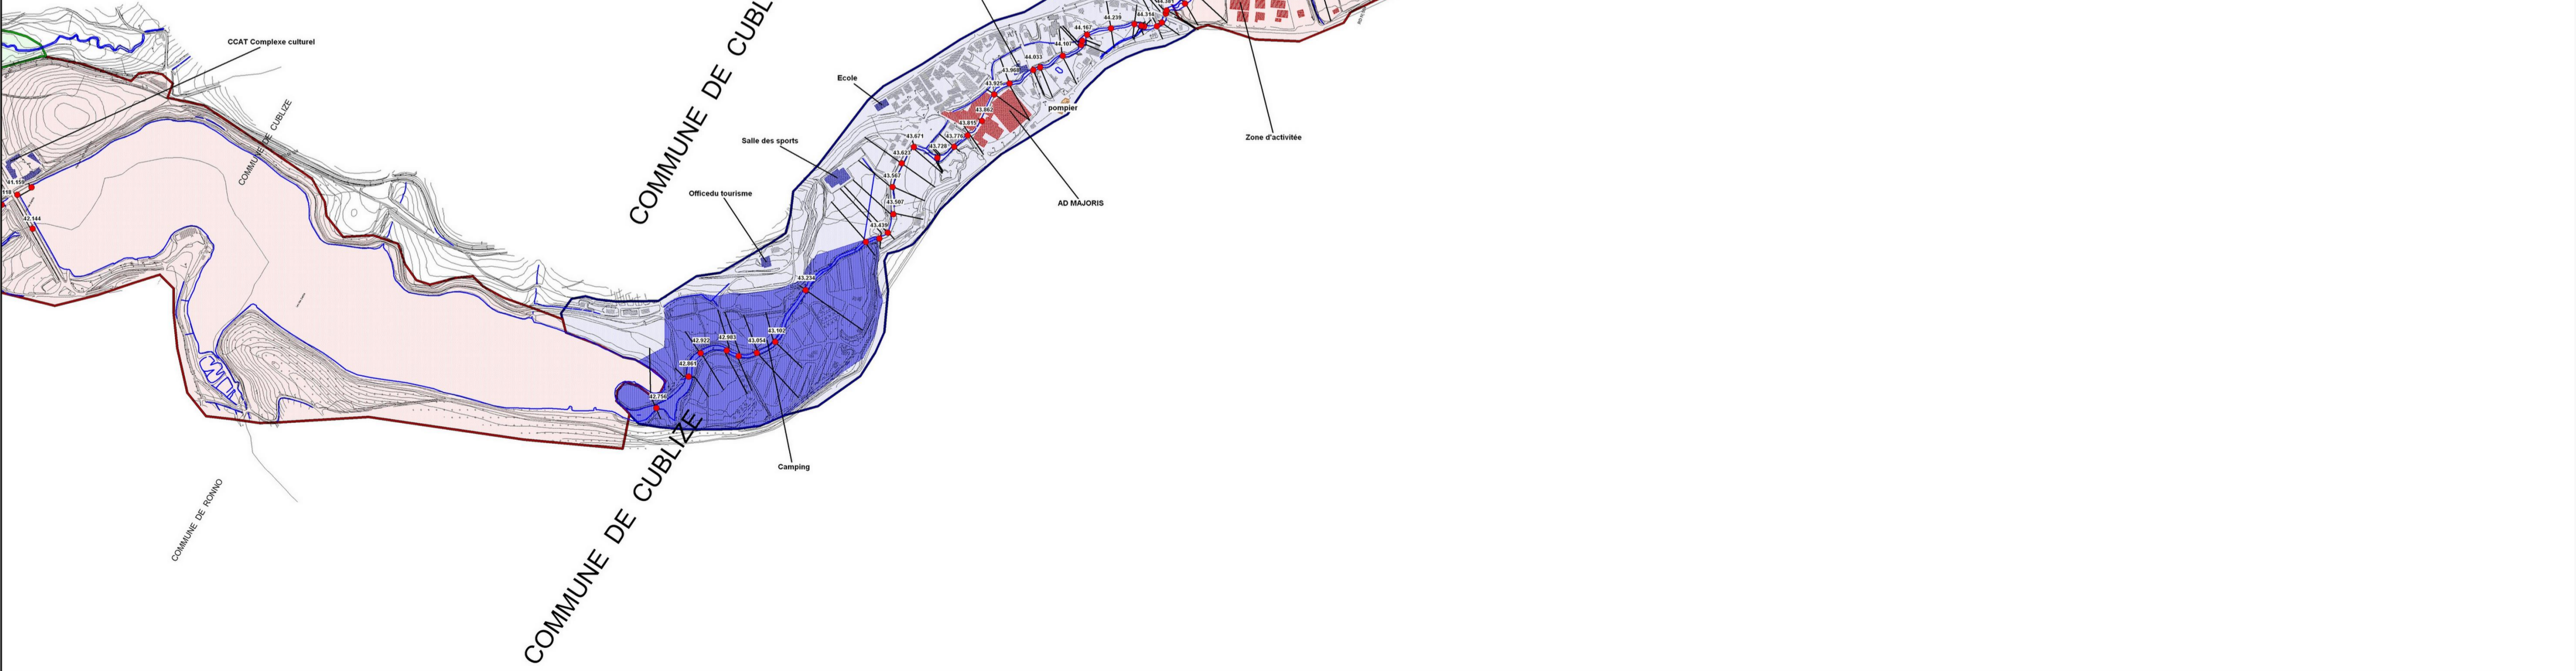 CCAT Complexe culturel
COMMUNE DE CUBLIZE
COMMUNE DE CUBL
COMMUNE DE CUBLIZE
COMMUNE DE RONNO
Ecole
Salle des sports
Officedu tourisme
Camping
AD MAJORIS
pompier
Zone d'activitée
41.159
42.144
42.756
42.861
42.922
42.983
43.054
43.102
43.234
43.439
43.507
43.567
43.623
43.671
43.728
43.776
43.815
43.862
43.925
43.968
44.033
44.107
44.167
44.239
44.314